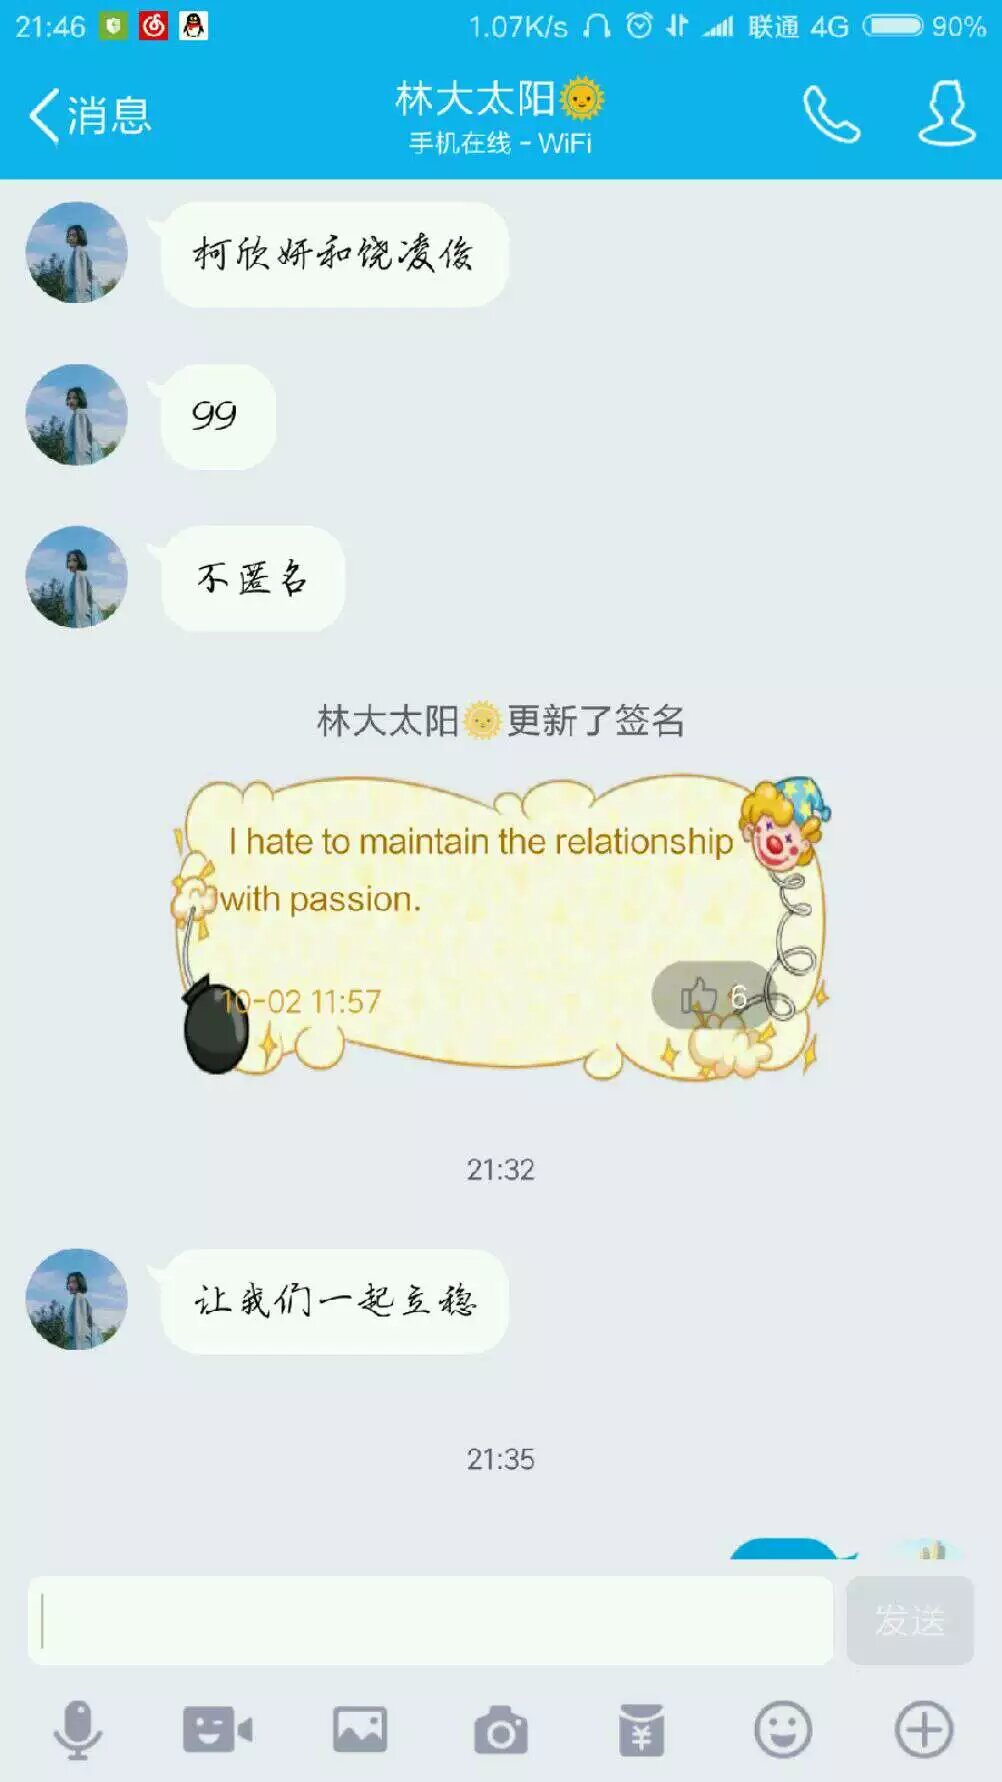 21:46 1.07K/s 联通 4G 90%
消息
林大太阳
手机在线 - WiFi
柯欣妍和饶凌俊
99
不匿名
林大太阳更新了签名
I hate to maintain the relationship
with passion.
10-02 11:57
6
21:32
让我们一起立稳
21:35
发送